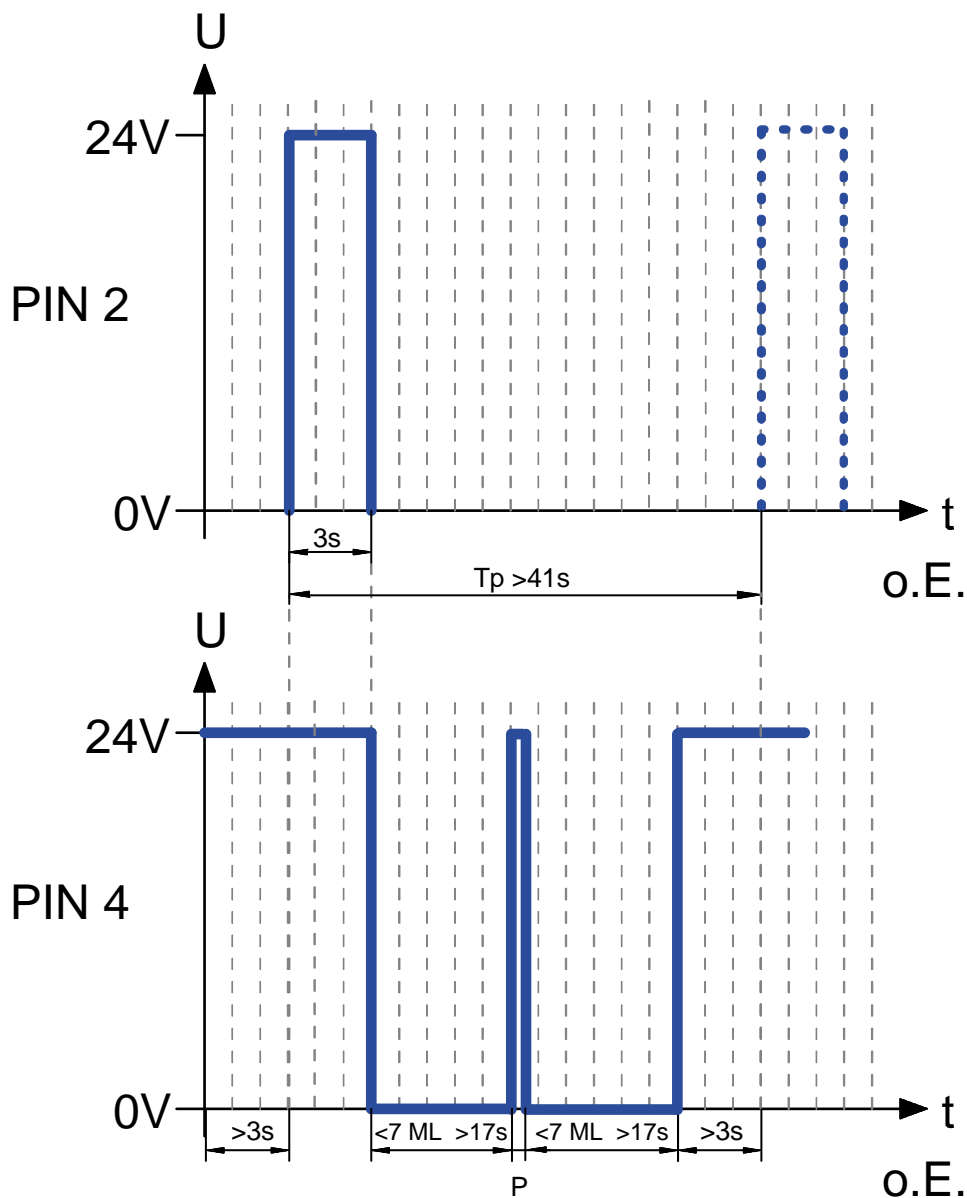 U
24V
PIN 2
0V
t
3s
Tp >41s
o.E.
U
24V
PIN 4
0V
t
>3s <7 ML >17s <7 ML >17s >3s
P
o.E.